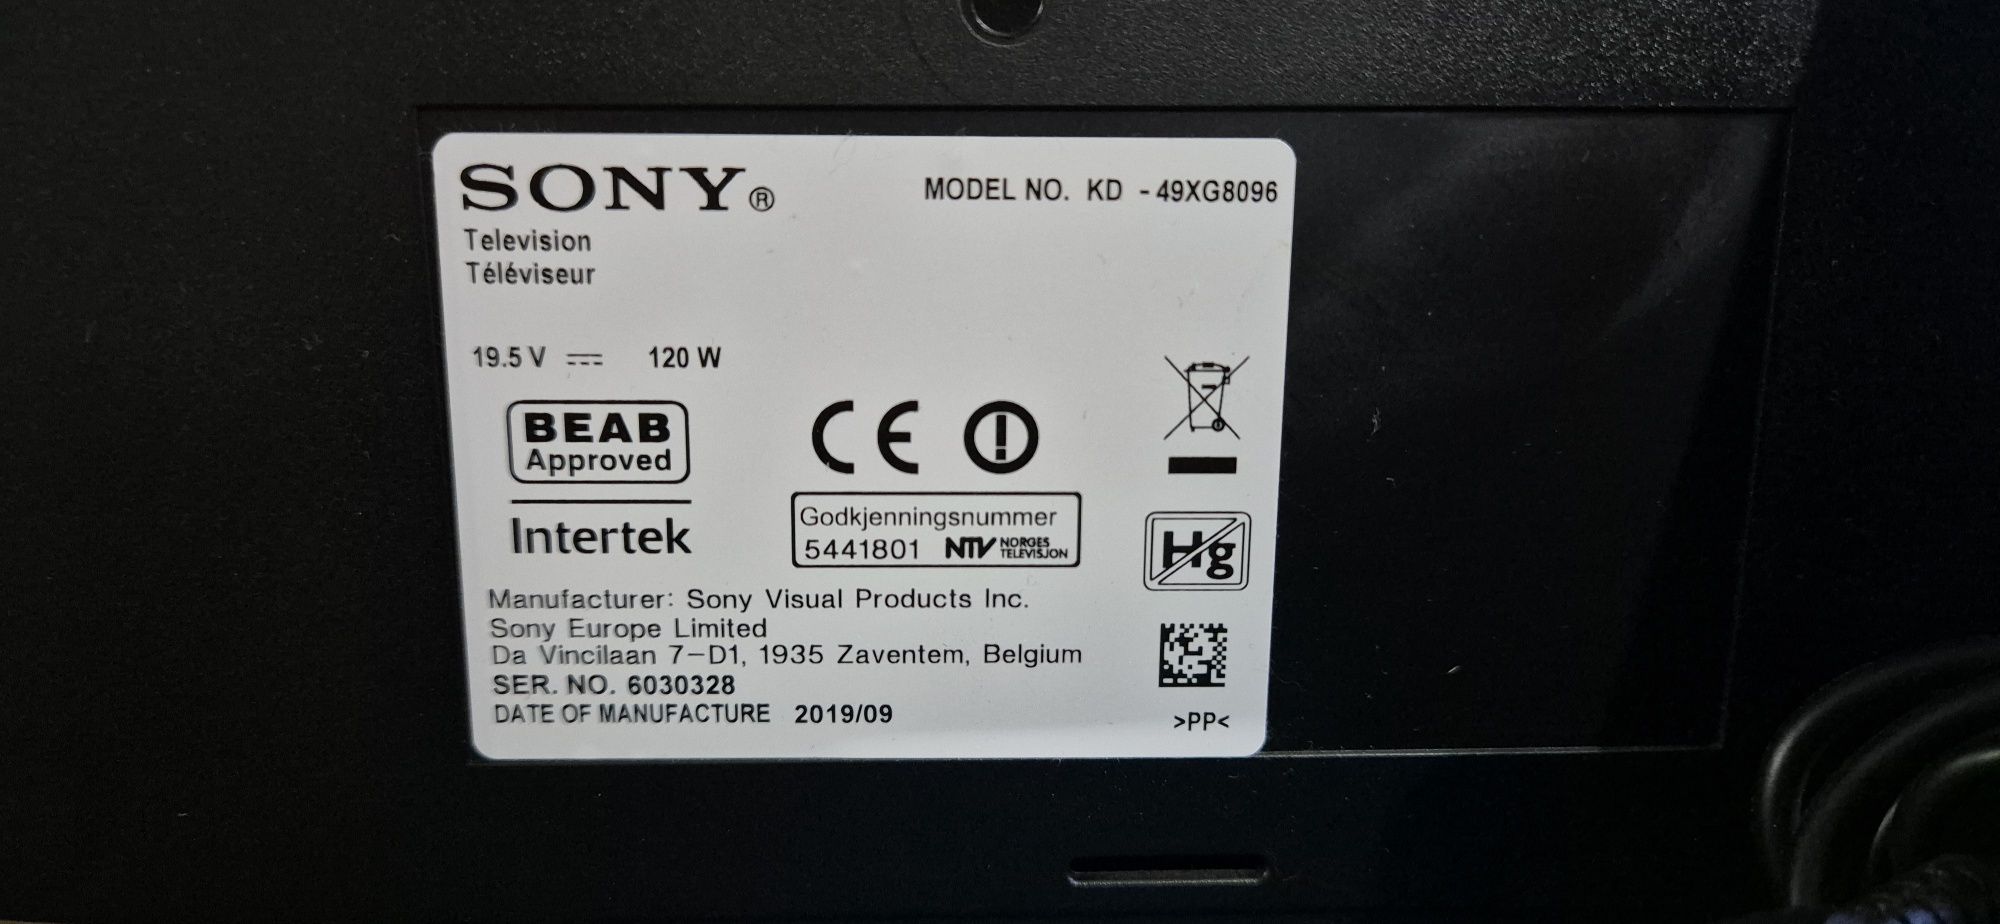 SONY®
MODEL NO. KD - 49XG8096
Television
Téléviseur
19.5 V ⎓ 120 W
BEAB
Approved
Intertek
CE
Godkjenningsnummer
5441801 NTV NORGES TELEVISJON
Hg
Manufacturer: Sony Visual Products Inc.
Sony Europe Limited
Da Vincilaan 7-D1, 1935 Zaventem, Belgium
SER. NO. 6030328
DATE OF MANUFACTURE 2019/09
>PP<